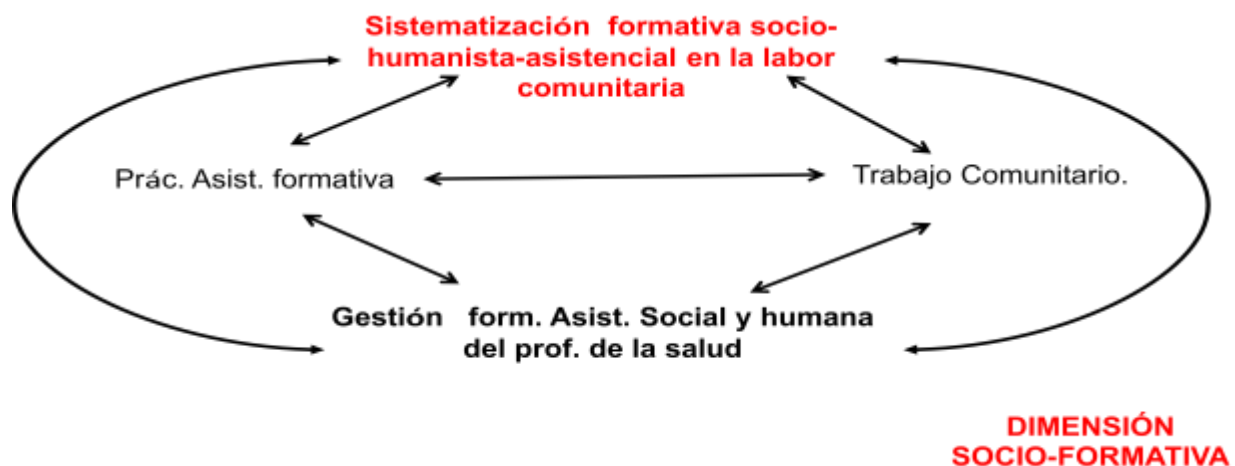 Sistematización formativa socio-
humanista-asistencial en la labor
comunitaria
Prác. Asist. formativa
Trabajo Comunitario.
Gestión form. Asist. Social y humana
del prof. de la salud
DIMENSIÓN
SOCIO-FORMATIVA